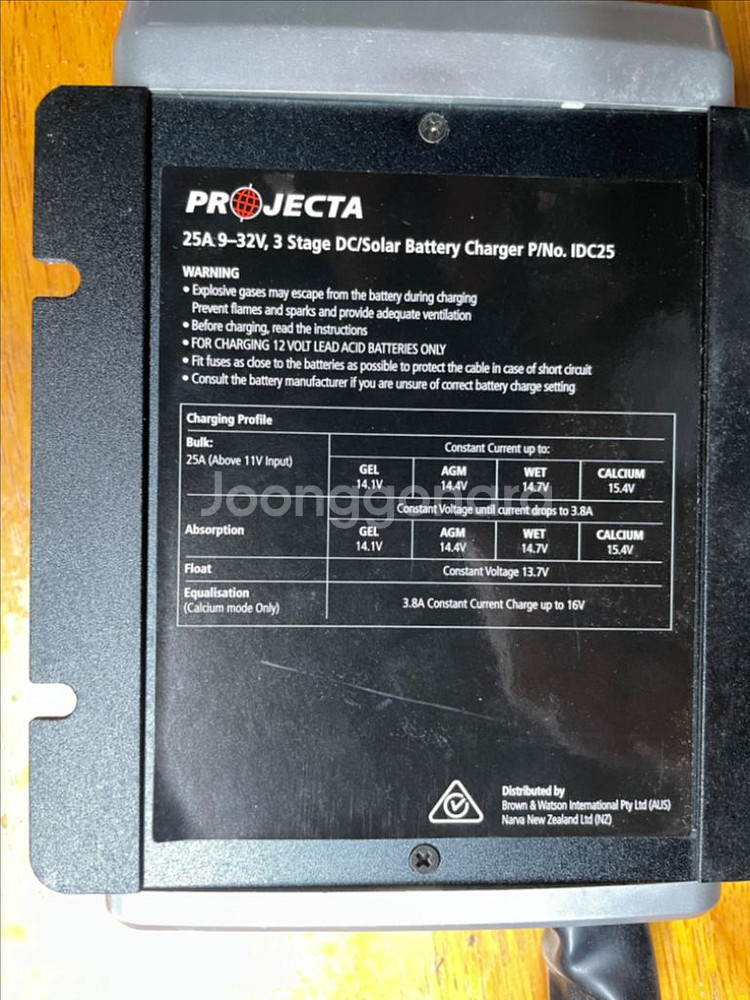 PROJECTA
25A 9–32V, 3 Stage DC/Solar Battery Charger P/No. IDC25
WARNING
• Explosive gases may escape from the battery during charging
Prevent flames and sparks and provide adequate ventilation
• Before charging, read the instructions
• FOR CHARGING 12 VOLT LEAD ACID BATTERIES ONLY
• Fit fuses as close to the batteries as possible to protect the cable in case of short circuit
• Consult the battery manufacturer if you are unsure of correct battery charge setting
Charging Profile
Bulk:
25A (Above 11V Input)
Constant Current up to:
GEL AGM WET CALCIUM
14.1V 14.4V 14.7V 15.4V
Joonggonara
Constant Voltage until current drops to 3.8A
Absorption
GEL AGM WET CALCIUM
14.1V 14.4V 14.7V 15.4V
Float
Constant Voltage 13.7V
Equalisation
(Calcium mode Only)
3.8A Constant Current Charge up to 16V
Distributed by
Brown & Watson International Pty Ltd (AUS)
Narva New Zealand Ltd (NZ)